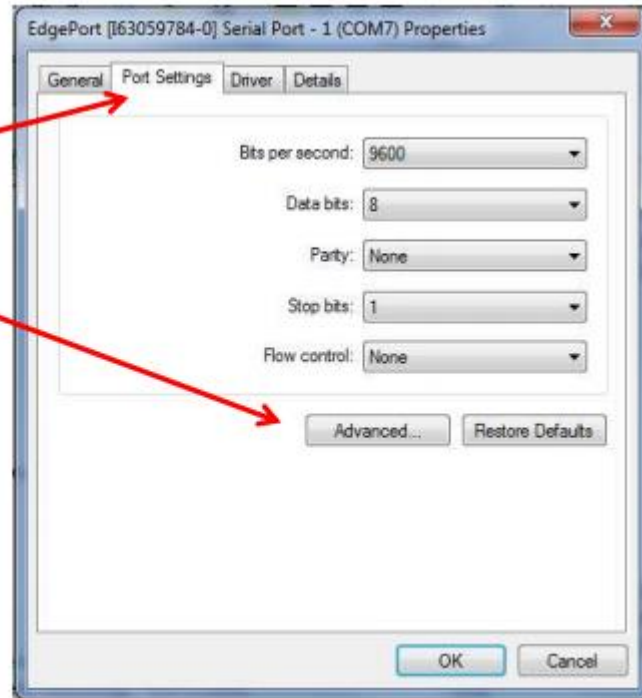 EdgePort [I63059784-0] Serial Port - 1 (COM7) Properties
General Port Settings Driver Details
Bits per second: 9600
Data bits: 8
Parity: None
Stop bits: 1
Flow control: None
Advanced... Restore Defaults
OK Cancel